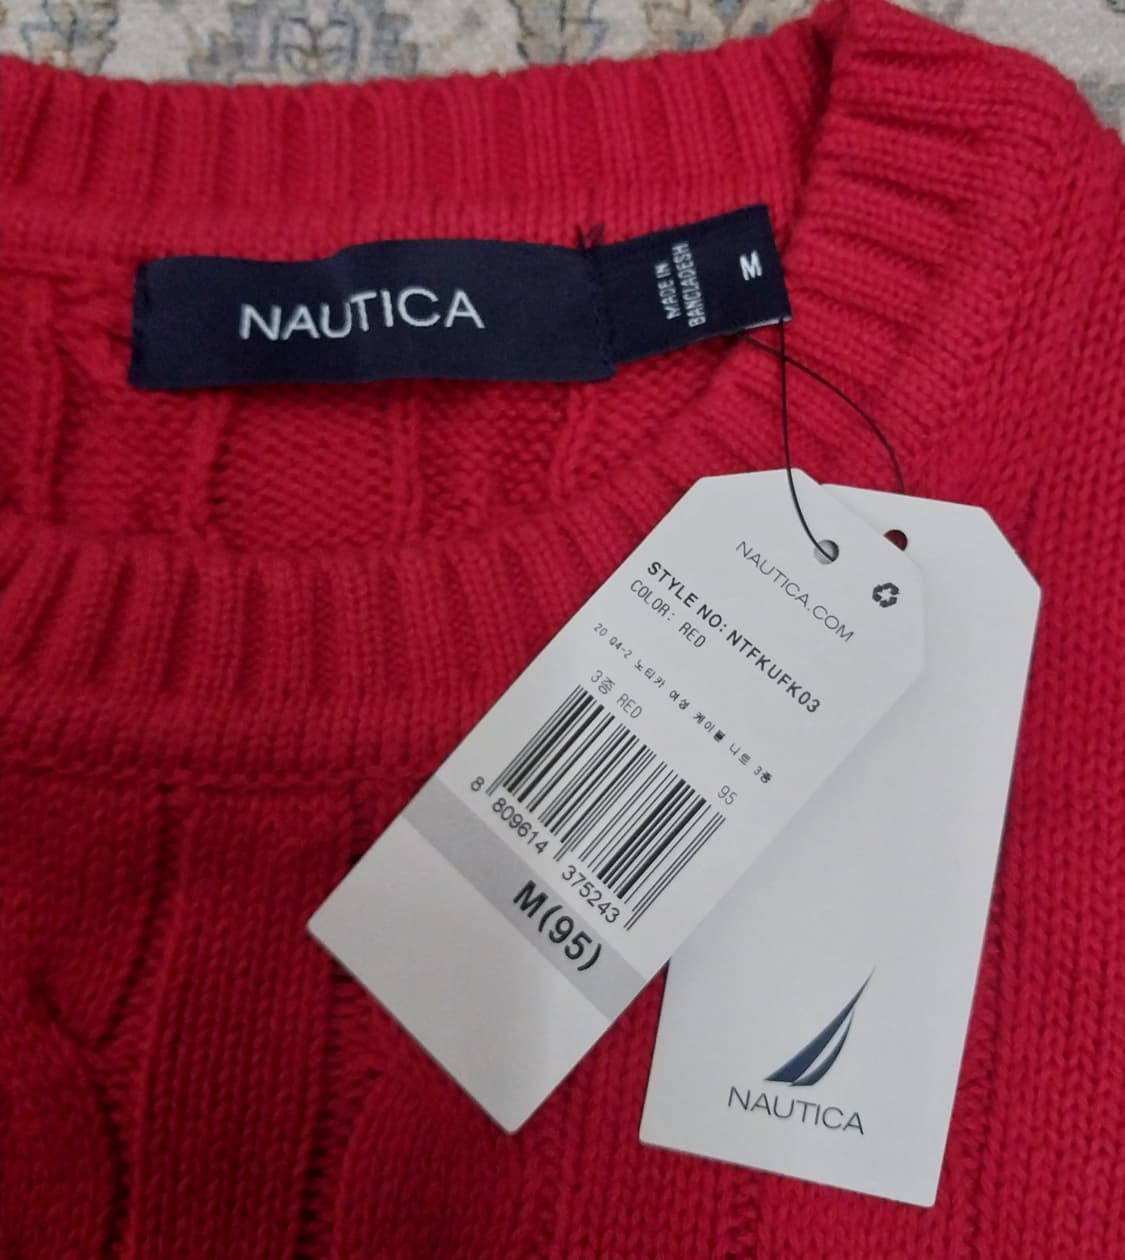 NAUTICA
MADE IN
BANGLADESH
M
NAUTICA.COM
STYLE NO: NTFKUFK03
COLOR: RED
20 Q4-2 노티카 여성 케이블 니트 3종
3종 RED
95
8 809614 375243
M(95)
NAUTICA